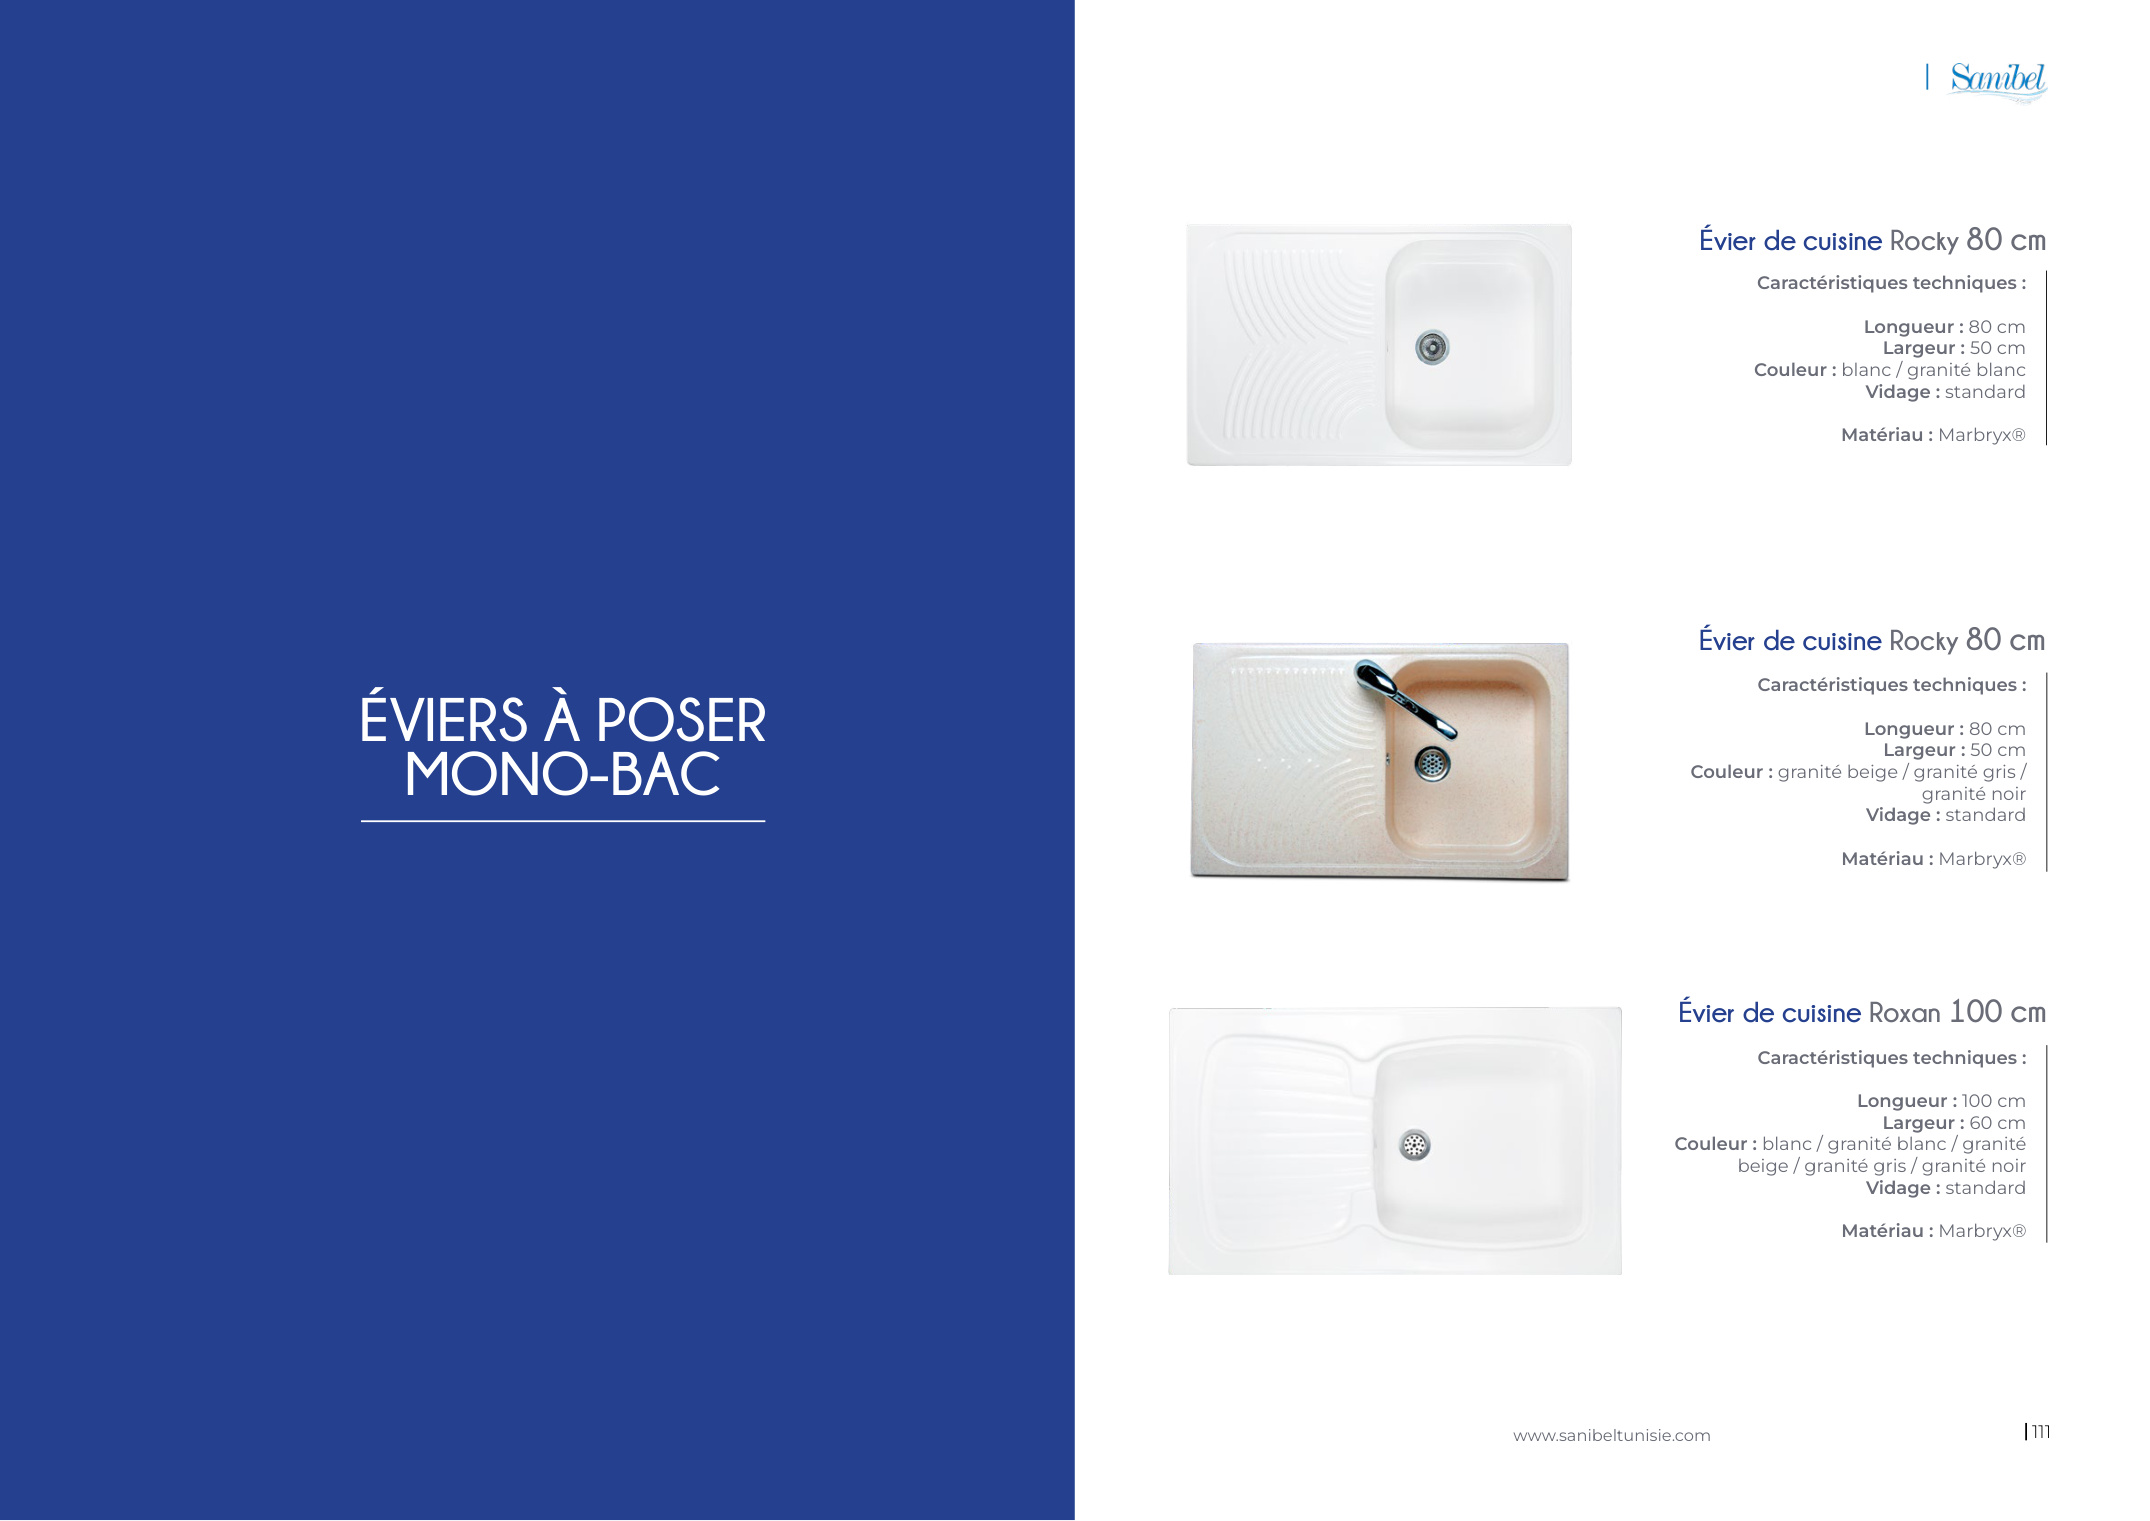 ÉVIERS À POSER
MONO-BAC
Sanibel
Évier de cuisine Rocky 80 cm
Caractéristiques techniques :
Longueur : 80 cm
Largeur : 50 cm
Couleur : blanc / granité blanc
Vidage : standard
Matériau : Marbryx®
Évier de cuisine Rocky 80 cm
Caractéristiques techniques :
Longueur : 80 cm
Largeur : 50 cm
Couleur : granité beige / granité gris /
granité noir
Vidage : standard
Matériau : Marbryx®
Évier de cuisine Roxan 100 cm
Caractéristiques techniques :
Longueur : 100 cm
Largeur : 60 cm
Couleur : blanc / granité blanc / granité
beige / granité gris / granité noir
Vidage : standard
Matériau : Marbryx®
www.sanibeltunisie.com
111